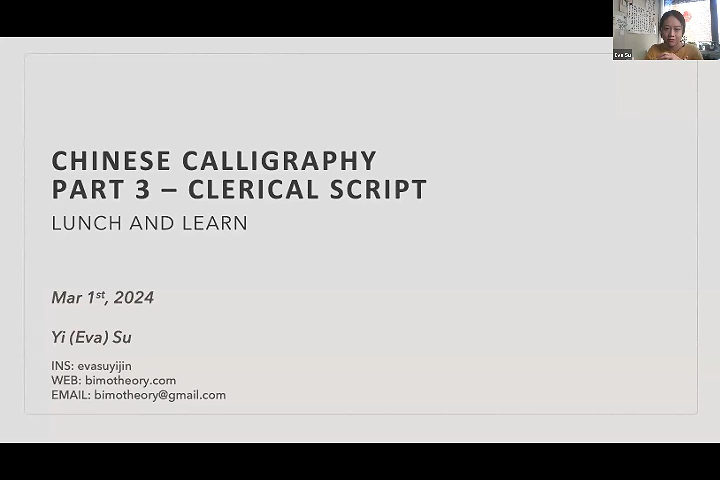 Eva Su
CHINESE CALLIGRAPHY
PART 3 – CLERICAL SCRIPT
LUNCH AND LEARN
Mar 1st, 2024
Yi (Eva) Su
INS: evasuyijin
WEB: bimotheory.com
EMAIL: bimotheory@gmail.com